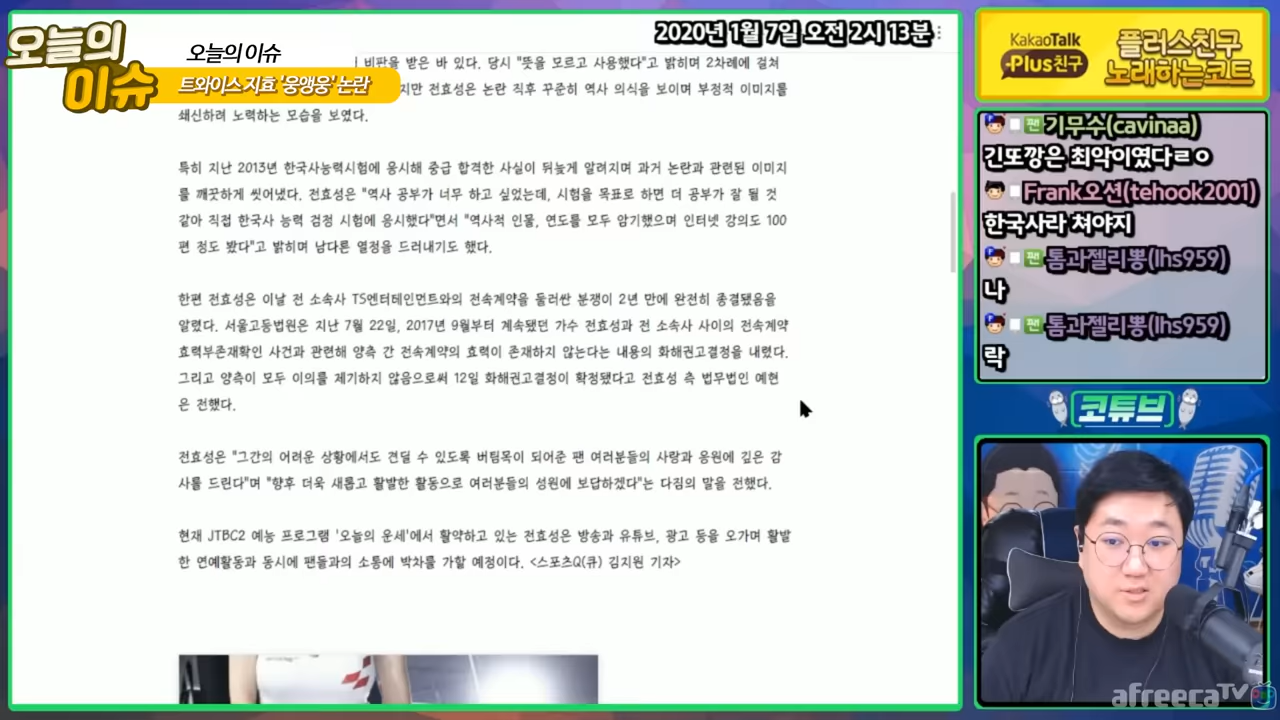 오늘의
이슈
오늘의 이슈
트와이스 지효 '웅앵웅' 논란
2020년 1월 7일 오전 2시 13분
비판을 받은 바 있다. 당시 "뜻을 모르고 사용했다"고 밝히며 2차례에 걸쳐
지만 전효성은 논란 직후 꾸준히 역사 의식을 보이며 부정적 이미지를
쇄신하려 노력하는 모습을 보였다.
특히 지난 2013년 한국사능력시험에 응시해 중급 합격한 사실이 뒤늦게 알려지며 과거 논란과 관련된 이미지
를 깨끗하게 씻어냈다. 전효성은 "역사 공부가 너무 하고 싶었는데, 시험을 목표로 하면 더 공부가 잘 될 것
같아 직접 한국사 능력 검정 시험에 응시했다"면서 "역사적 인물, 연도를 모두 암기했으며 인터넷 강의도 100
편 정도 봤다"고 밝히며 남다른 열정을 드러내기도 했다.
한편 전효성은 이날 전 소속사 TS엔터테인먼트와의 전속계약을 둘러싼 분쟁이 2년 만에 완전히 종결됐음을
알렸다. 서울고등법원은 지난 7월 22일, 2017년 9월부터 계속됐던 가수 전효성과 전 소속사 사이의 전속계약
효력부존재확인 사건과 관련해 양측 간 전속계약의 효력이 존재하지 않는다는 내용의 화해권고결정을 내렸다.
그리고 양측이 모두 이의를 제기하지 않음으로써 12일 화해권고결정이 확정됐다고 전효성 측 법무법인 예현
은 전했다.
전효성은 "그간의 어려운 상황에서도 견딜 수 있도록 버팀목이 되어준 팬 여러분들의 사랑과 응원에 깊은 감
사를 드린다"며 "향후 더욱 새롭고 활발한 활동으로 여러분들의 성원에 보답하겠다"는 다짐의 말을 전했다.
현재 JTBC2 예능 프로그램 '오늘의 운세'에서 활약하고 있는 전효성은 방송과 유튜브, 광고 등을 오가며 활발
한 연예활동과 동시에 팬들과의 소통에 박차를 가할 예정이다. <스포츠Q(큐) 김지원 기자>
KakaoTalk
Plus친구
플러스친구
노래하는코트
팬 기무수(cavinaa)
긴또깡은 최악이였다ㄹㅇ
Frank오션(tehook2001)
한국사라 쳐야지
팬 톰과젤리뽕(lhs959)
나
팬 톰과젤리뽕(lhs959)
락
코튜브
afreecaTV